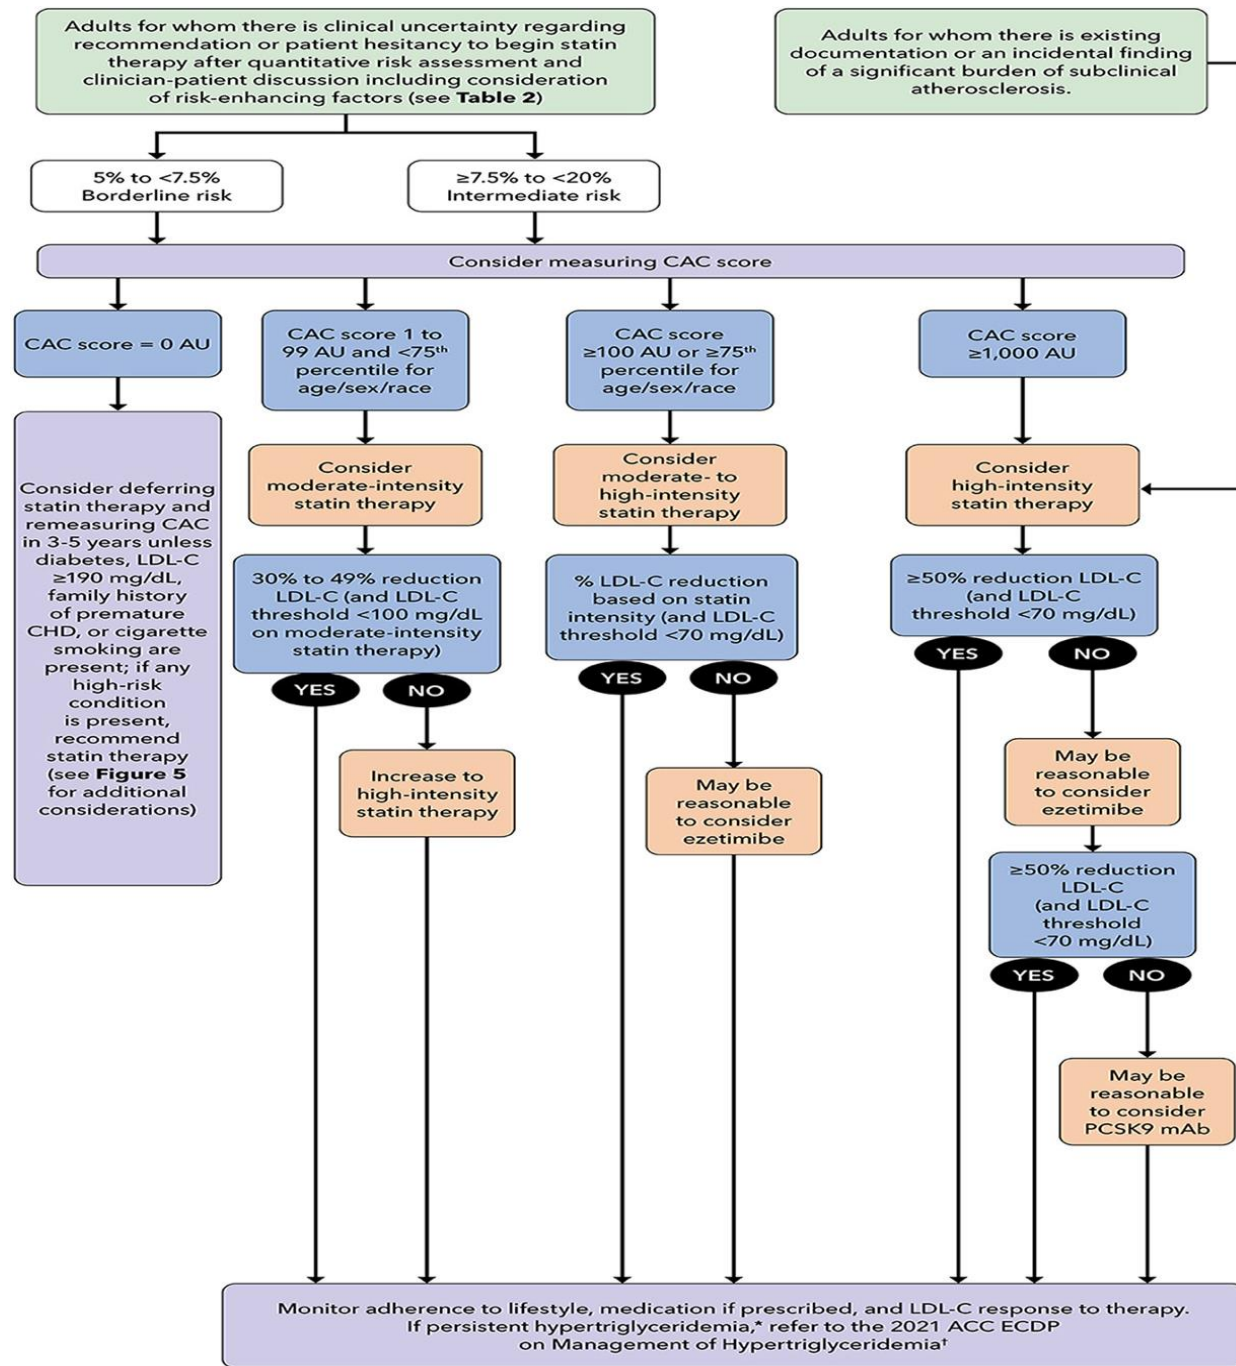 Adults for whom there is clinical uncertainty regarding
recommendation or patient hesitancy to begin statin
therapy after quantitative risk assessment and
clinician-patient discussion including consideration
of risk-enhancing factors (see Table 2)
Adults for whom there is existing
documentation or an incidental finding
of a significant burden of subclinical
atherosclerosis.
5% to <7.5%
Borderline risk
≥7.5% to <20%
Intermediate risk
Consider measuring CAC score
CAC score = 0 AU
Consider deferring
statin therapy and
remeasuring CAC
in 3-5 years unless
diabetes, LDL-C
≥190 mg/dL,
family history
of premature
CHD, or cigarette
smoking are
present; if any
high-risk
condition
is present,
recommend
statin therapy
(see Figure 5
for additional
considerations)
CAC score 1 to
99 AU and <75th
percentile for
age/sex/race
Consider
moderate-intensity
statin therapy
30% to 49% reduction
LDL-C (and LDL-C
threshold <100 mg/dL
on moderate-intensity
statin therapy)
YES
NO
Increase to
high-intensity
statin therapy
CAC score
≥100 AU or ≥75th
percentile for
age/sex/race
Consider
moderate- to
high-intensity
statin therapy
% LDL-C reduction
based on statin
intensity (and LDL-C
threshold <70 mg/dL)
YES
NO
May be
reasonable
to consider
ezetimibe
CAC score
≥1,000 AU
Consider
high-intensity
statin therapy
≥50% reduction LDL-C
(and LDL-C
threshold <70 mg/dL)
YES
NO
May be
reasonable
to consider
ezetimibe
≥50% reduction
LDL-C
(and LDL-C
threshold
<70 mg/dL)
YES
NO
May be
reasonable
to consider
PCSK9 mAb
Monitor adherence to lifestyle, medication if prescribed, and LDL-C response to therapy.
If persistent hypertriglyceridemia,* refer to the 2021 ACC ECDP
on Management of Hypertriglyceridemia†